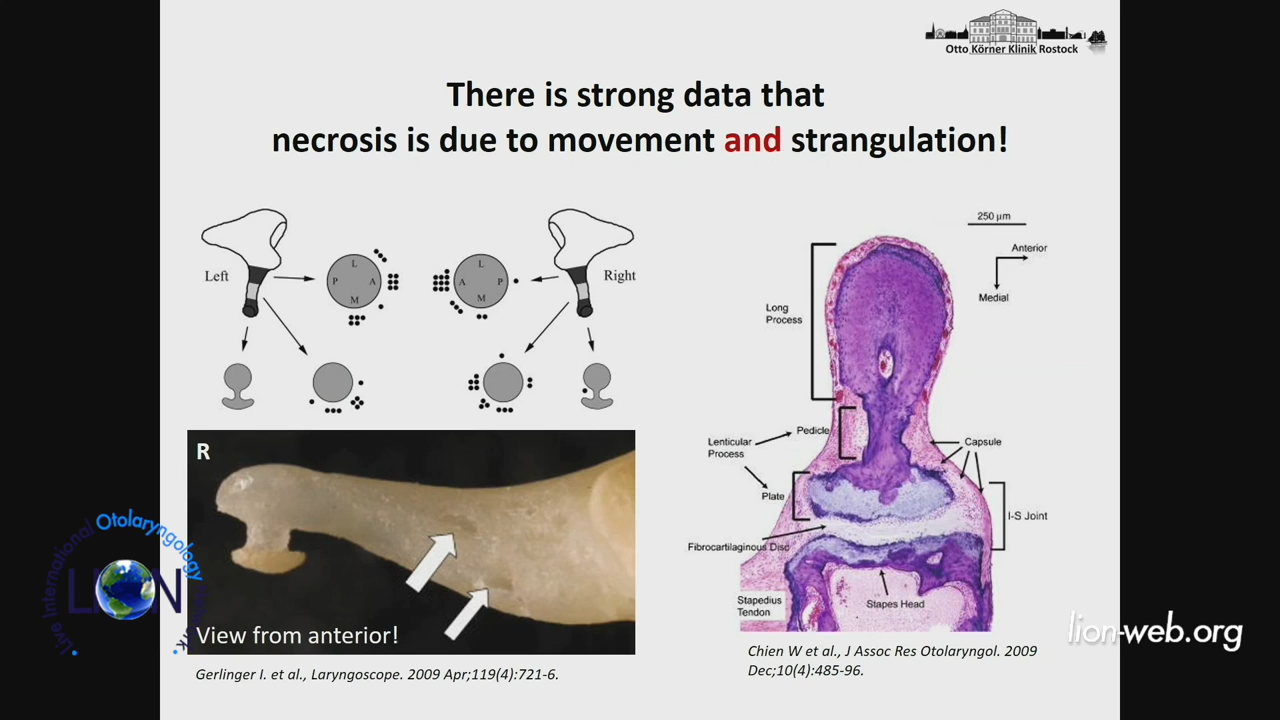 Otto Körner Klinik Rostock
There is strong data that
necrosis is due to movement and strangulation!
Left
Right
L
P
A
M
L
A
P
M
R
View from anterior!
Gerlinger I. et al., Laryngoscope. 2009 Apr;119(4):721-6.
250 µm
Anterior
Medial
Long
Process
Pedicle
Lenticular
Process
Plate
Capsule
I-S Joint
Fibrocartilaginous Disc
Stapedius
Tendon
Stapes Head
Chien W et al., J Assoc Res Otolaryngol. 2009
Dec;10(4):485-96.
Live International Otolaryngology
LION
lion-web.org